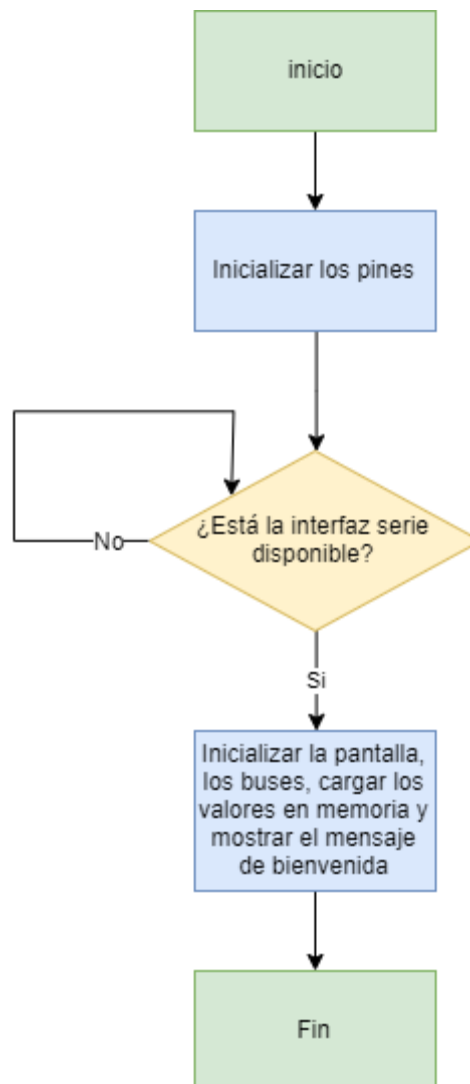 inicio
Inicializar los pines
¿Está la interfaz serie
disponible?
No
Si
Inicializar la pantalla,
los buses, cargar los
valores en memoria y
mostrar el mensaje
de bienvenida
Fin